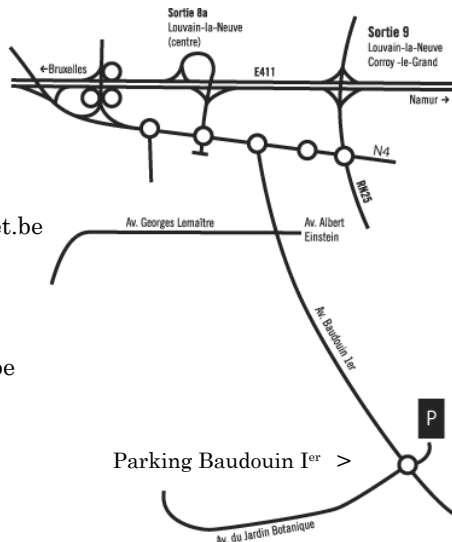 Sortie 8a
Louvain-la-Neuve
(centre)
Sortie 9
Louvain-la-Neuve
Corroy -le-Grand
←Bruxelles
E411
Namur →
N4
RN25
et.be
Av. Georges Lemaître
Av. Albert
Einstein
Av. Baudouin 1er
be
P
Parking Baudouin Iᵉʳ >
Av. du Jardin Botanique